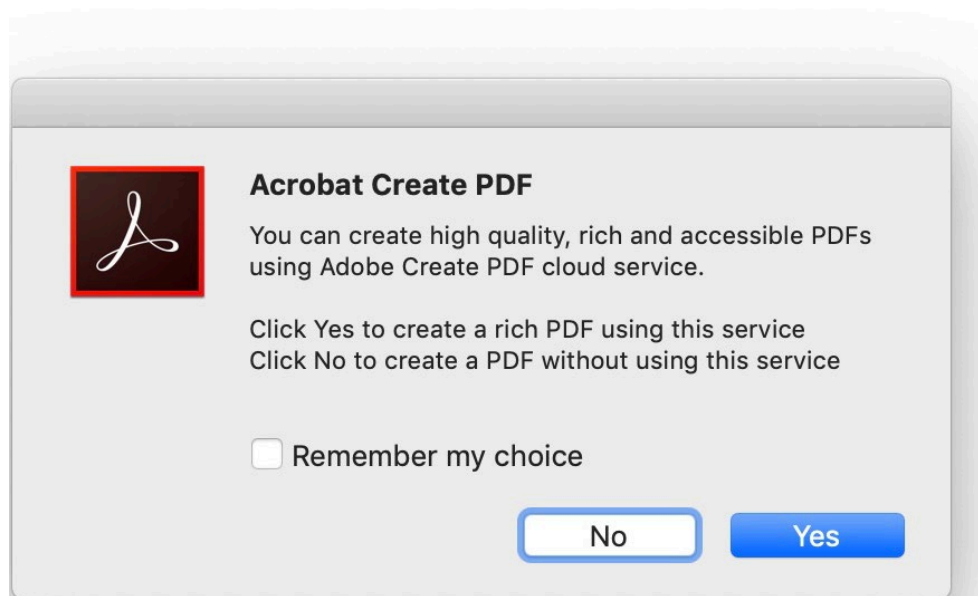 Acrobat Create PDF
You can create high quality, rich and accessible PDFs
using Adobe Create PDF cloud service.
Click Yes to create a rich PDF using this service
Click No to create a PDF without using this service
Remember my choice
No
Yes